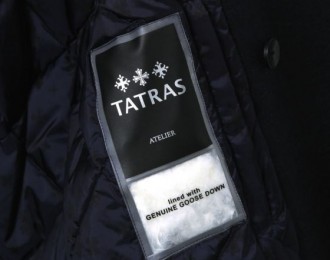 TATRAS
ATELIER
lined with
GENUINE GOOSE DOWN